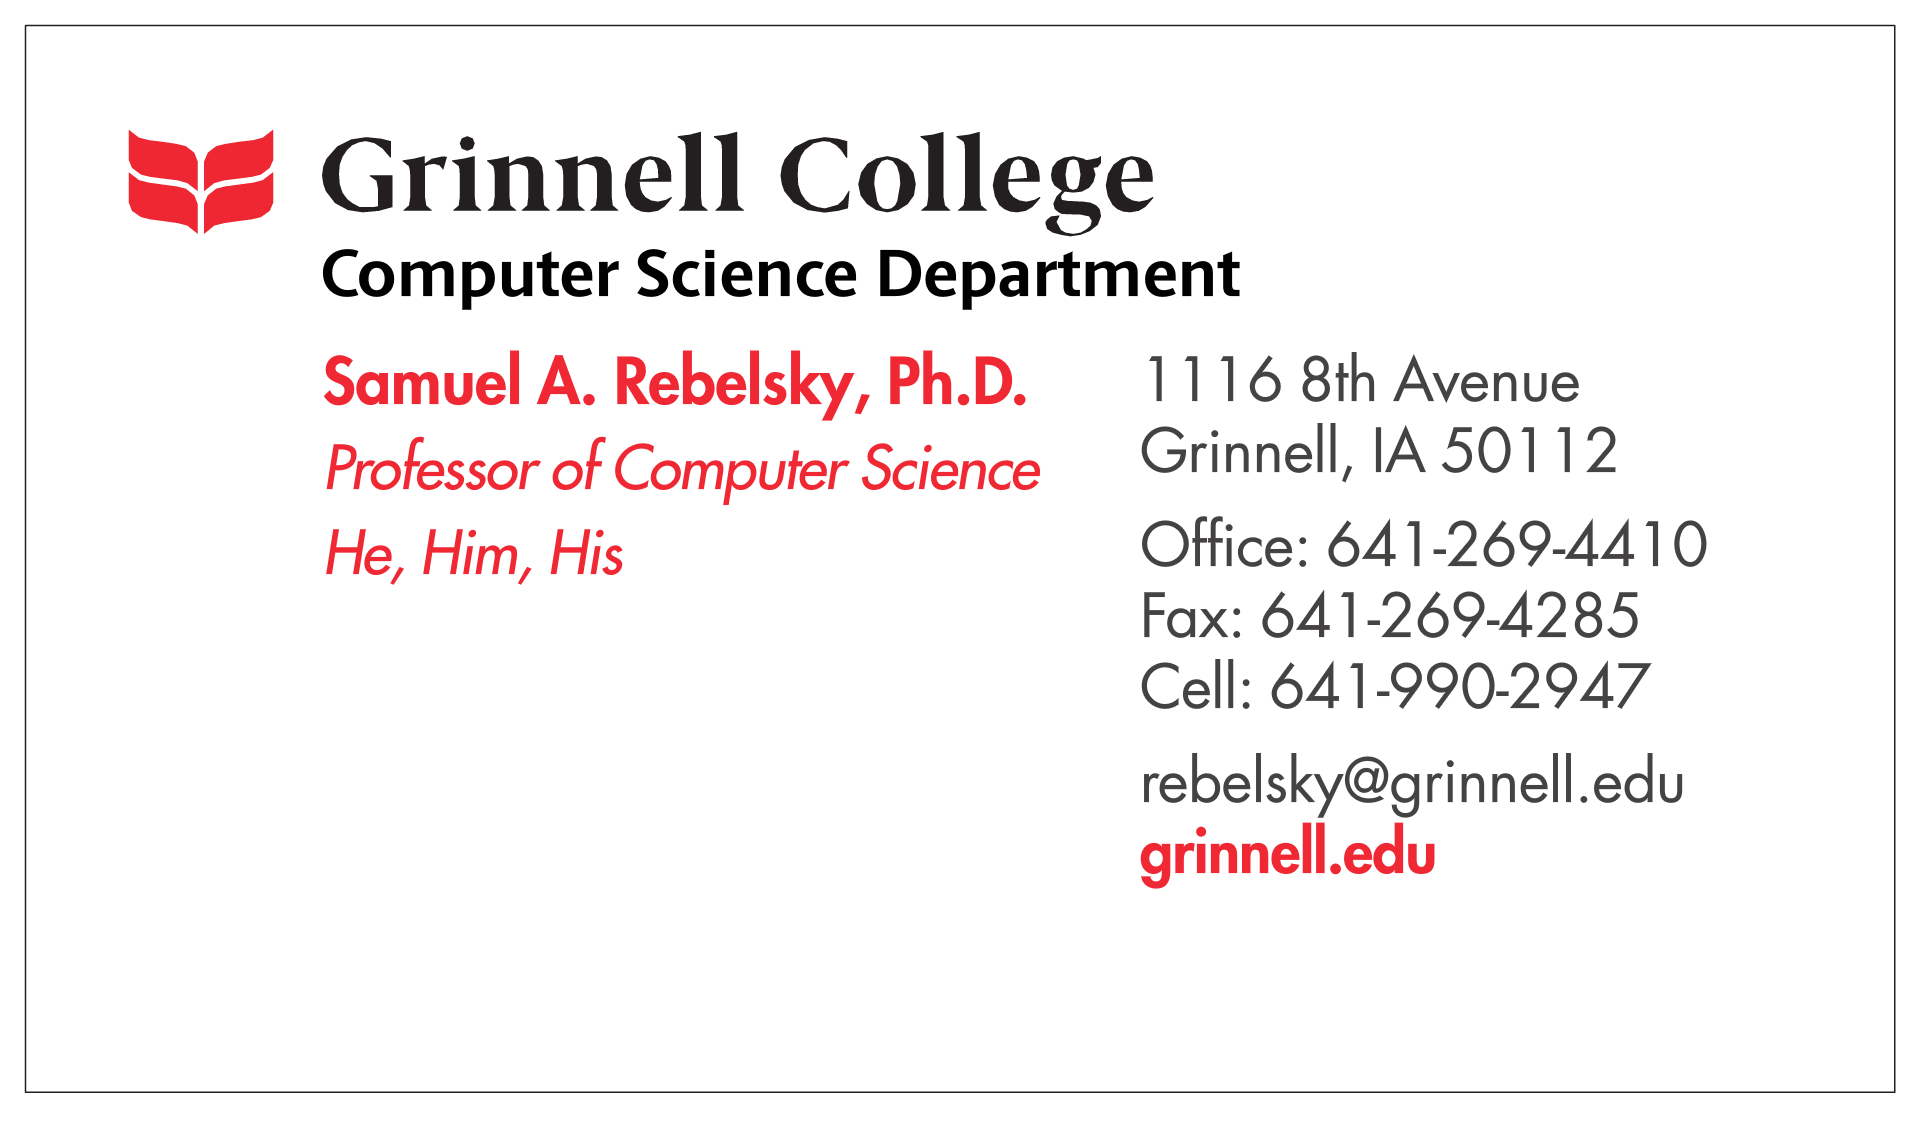 Grinnell College
Computer Science Department
Samuel A. Rebelsky, Ph.D.
Professor of Computer Science
He, Him, His
1116 8th Avenue
Grinnell, IA 50112
Office: 641-269-4410
Fax: 641-269-4285
Cell: 641-990-2947
rebelsky@grinnell.edu
grinnell.edu